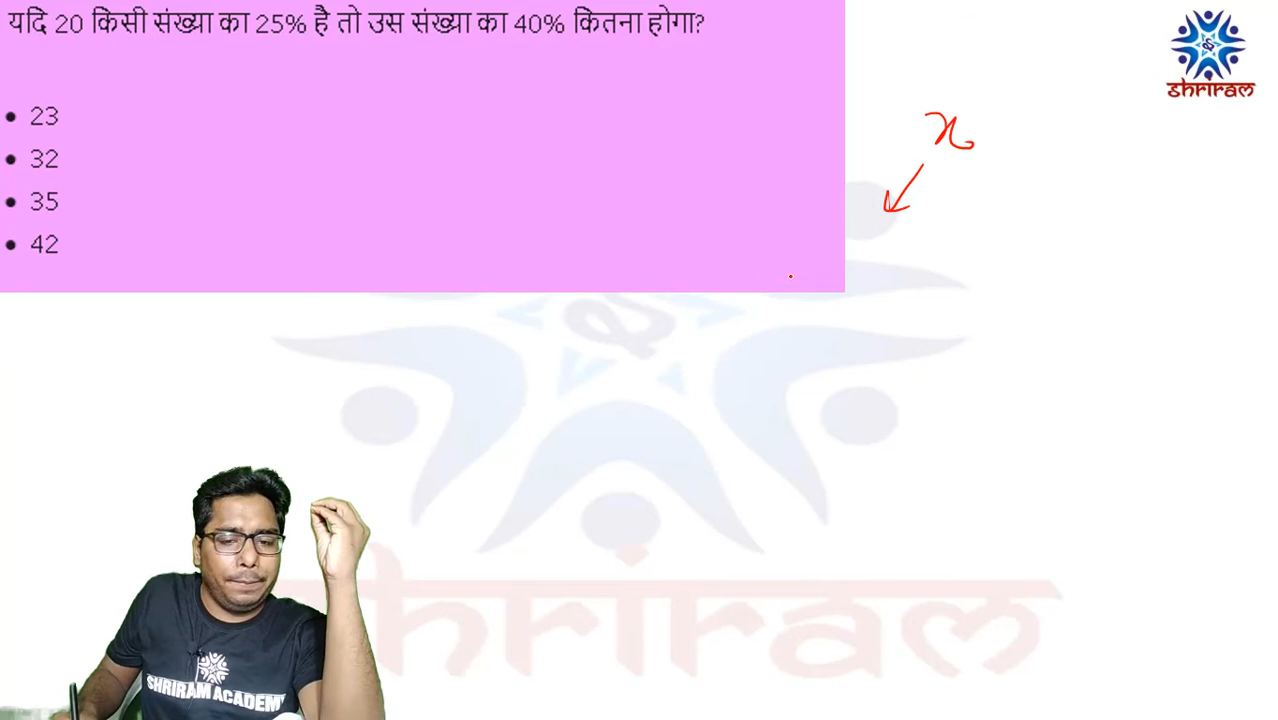 यदि 20 किसी संख्या का 25% है तो उस संख्या का 40% कितना होगा?
SHRIRAM
• 23
x
• 32
• 35
• 42
shriram
SHRIRAM ACADEMY